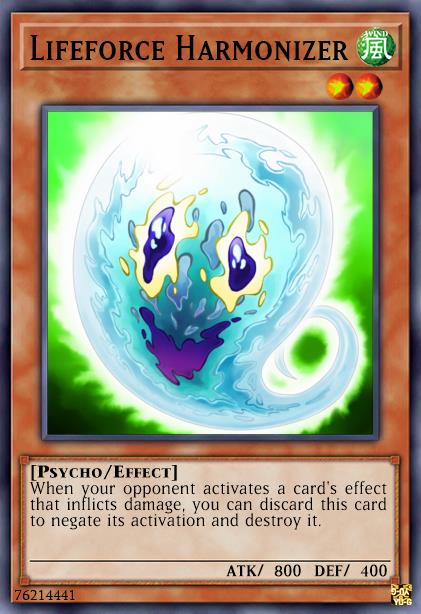 Lifeforce Harmonizer
WIND
風
[Psycho/Effect]
When your opponent activates a card's effect
that inflicts damage, you can discard this card
to negate its activation and destroy it.
ATK/ 800 DEF/ 400
76214441